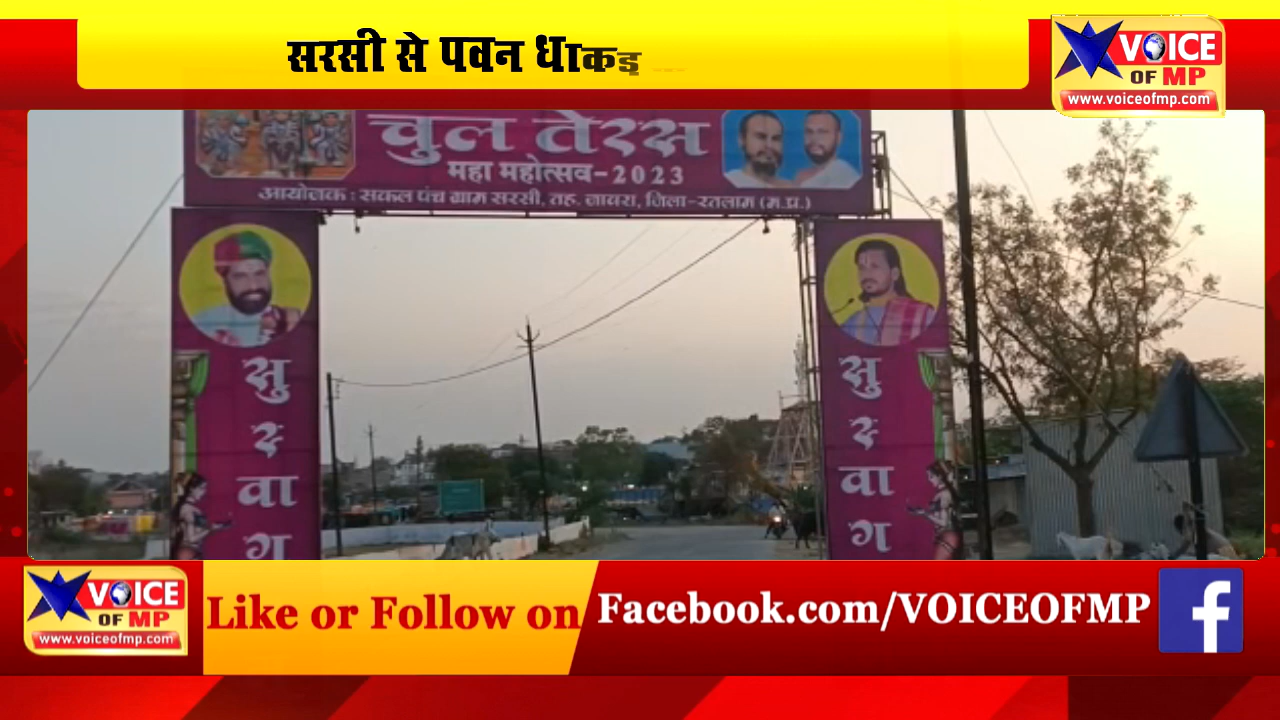 सरसी से पवन धाकड़
VOICE
OF MP
www.voiceofmp.com
चुल तेरस
महा महोत्सव-2023
आयोजक : सकल पंच ग्राम सरसी, तह. जावरा, जिला-रतलाम (म.प्र.)
सु
स्
वा
ग
सु
स्
वा
ग
VOICE
OF MP
www.voiceofmp.com
Like or Follow on
Facebook.com/VOICEOFMP
f